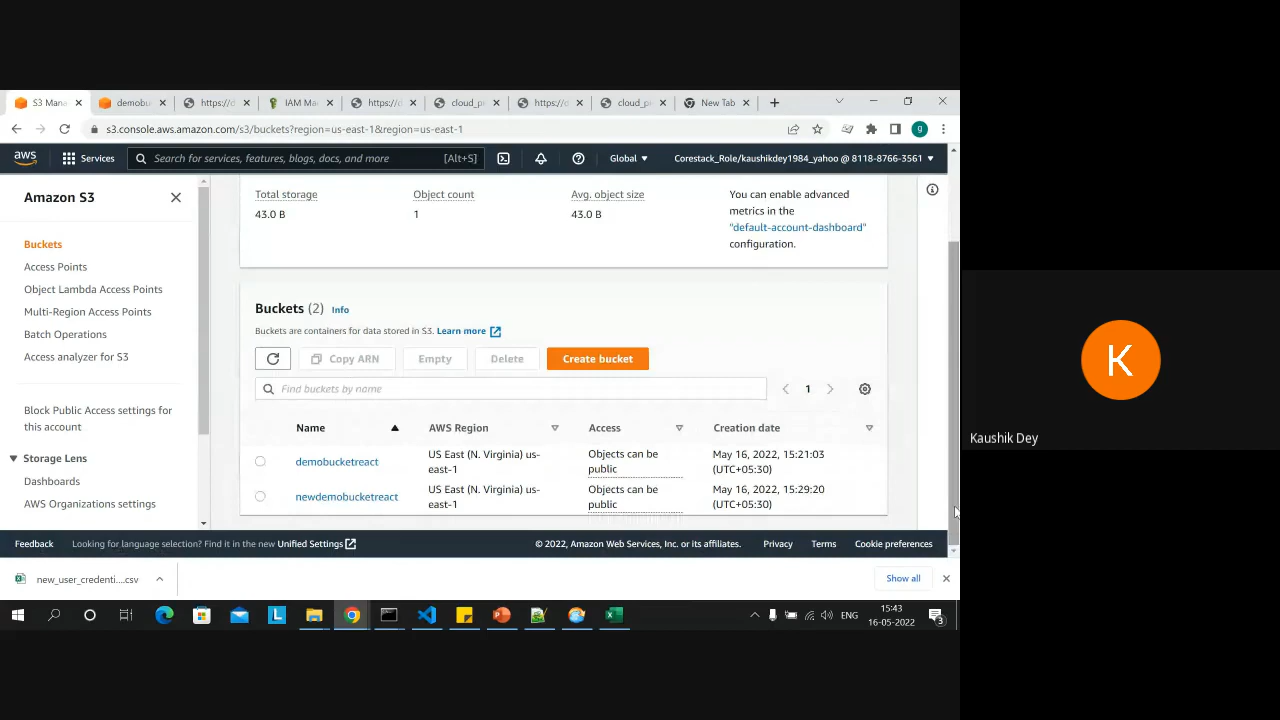 S3 Mana
demobu
https://d
IAM Ma
https://d
cloud_pr
https://d
cloud_pr
New Tab
s3.console.aws.amazon.com/s3/buckets?region=us-east-1&region=us-east-1
g
aws
Services
Search for services, features, blogs, docs, and more
[Alt+S]
Global
Corestack_Role/kaushikdey1984_yahoo @ 8118-8766-3561
Amazon S3
Buckets
Access Points
Object Lambda Access Points
Multi-Region Access Points
Batch Operations
Access analyzer for S3
Block Public Access settings for
this account
Storage Lens
Dashboards
AWS Organizations settings
Total storage
43.0 B
Object count
1
Avg. object size
43.0 B
You can enable advanced
metrics in the
"default-account-dashboard"
configuration.
Buckets (2) Info
Buckets are containers for data stored in S3. Learn more
Copy ARN
Empty
Delete
Create bucket
Find buckets by name
1
Name
AWS Region
Access
Creation date
demobucketreact
US East (N. Virginia) us-
east-1
Objects can be
public
May 16, 2022, 15:21:03
(UTC+05:30)
newdemobucketreact
US East (N. Virginia) us-
east-1
Objects can be
public
May 16, 2022, 15:29:20
(UTC+05:30)
Feedback
Looking for language selection? Find it in the new Unified Settings
© 2022, Amazon Web Services, Inc. or its affiliates.
Privacy
Terms
Cookie preferences
new_user_credenti....csv
Show all
L
ENG
15:43
16-05-2022
3
K
Kaushik Dey